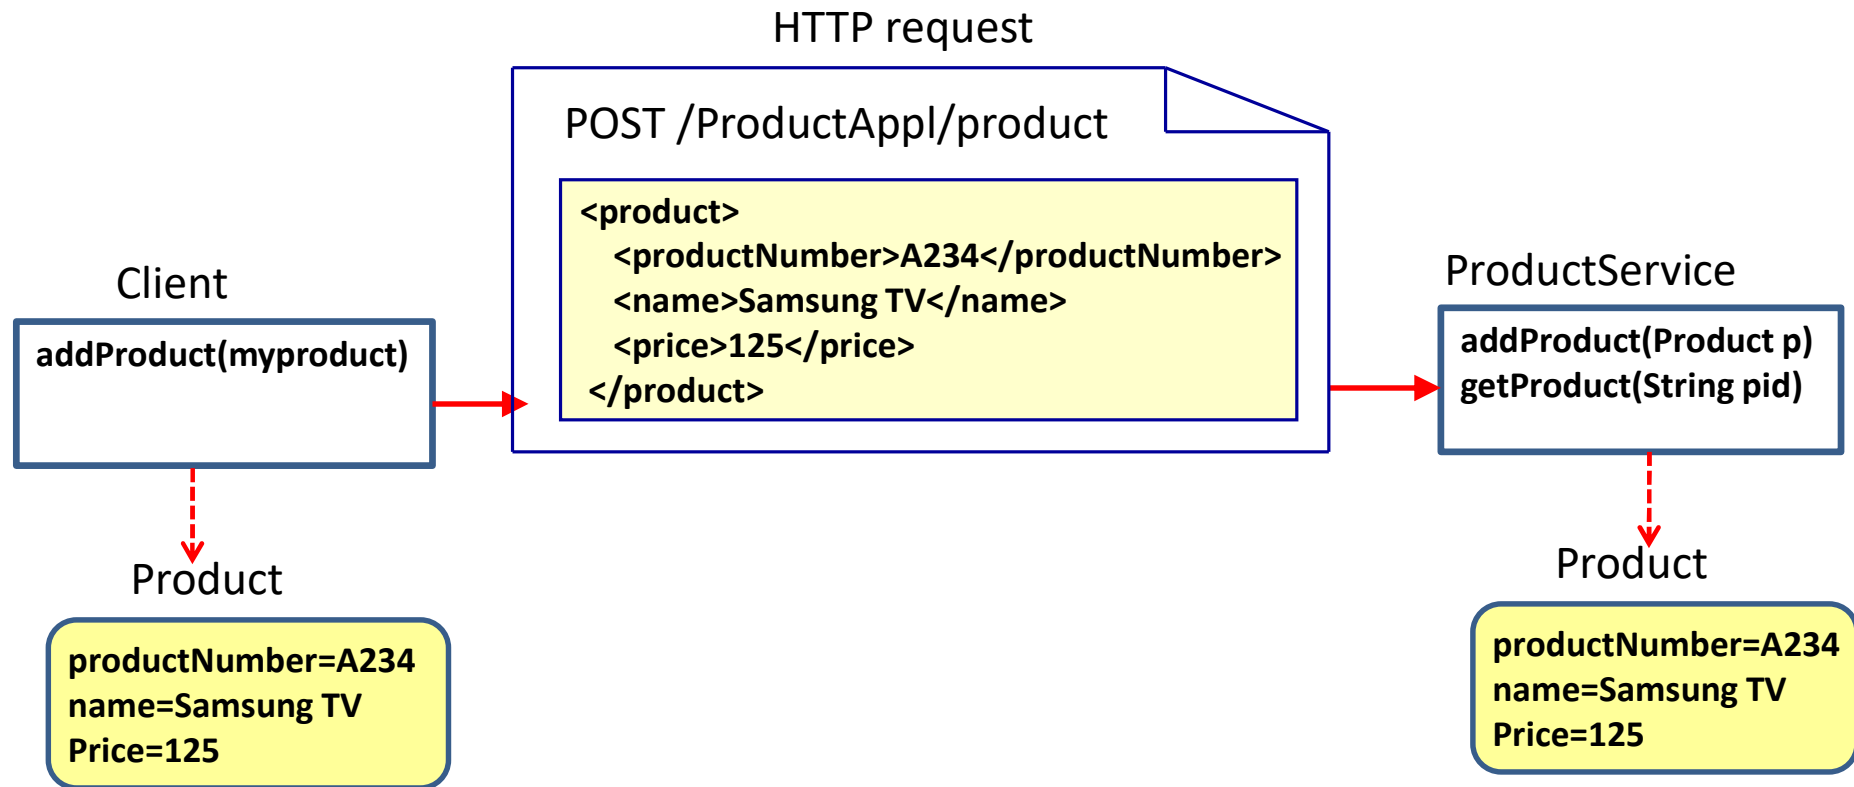 HTTP request
POST /ProductAppl/product
<product>
<productNumber>A234</productNumber>
<name>Samsung TV</name>
<price>125</price>
</product>
Client
addProduct(myproduct)
ProductService
addProduct(Product p)
getProduct(String pid)
Product
productNumber=A234
name=Samsung TV
Price=125
Product
productNumber=A234
name=Samsung TV
Price=125